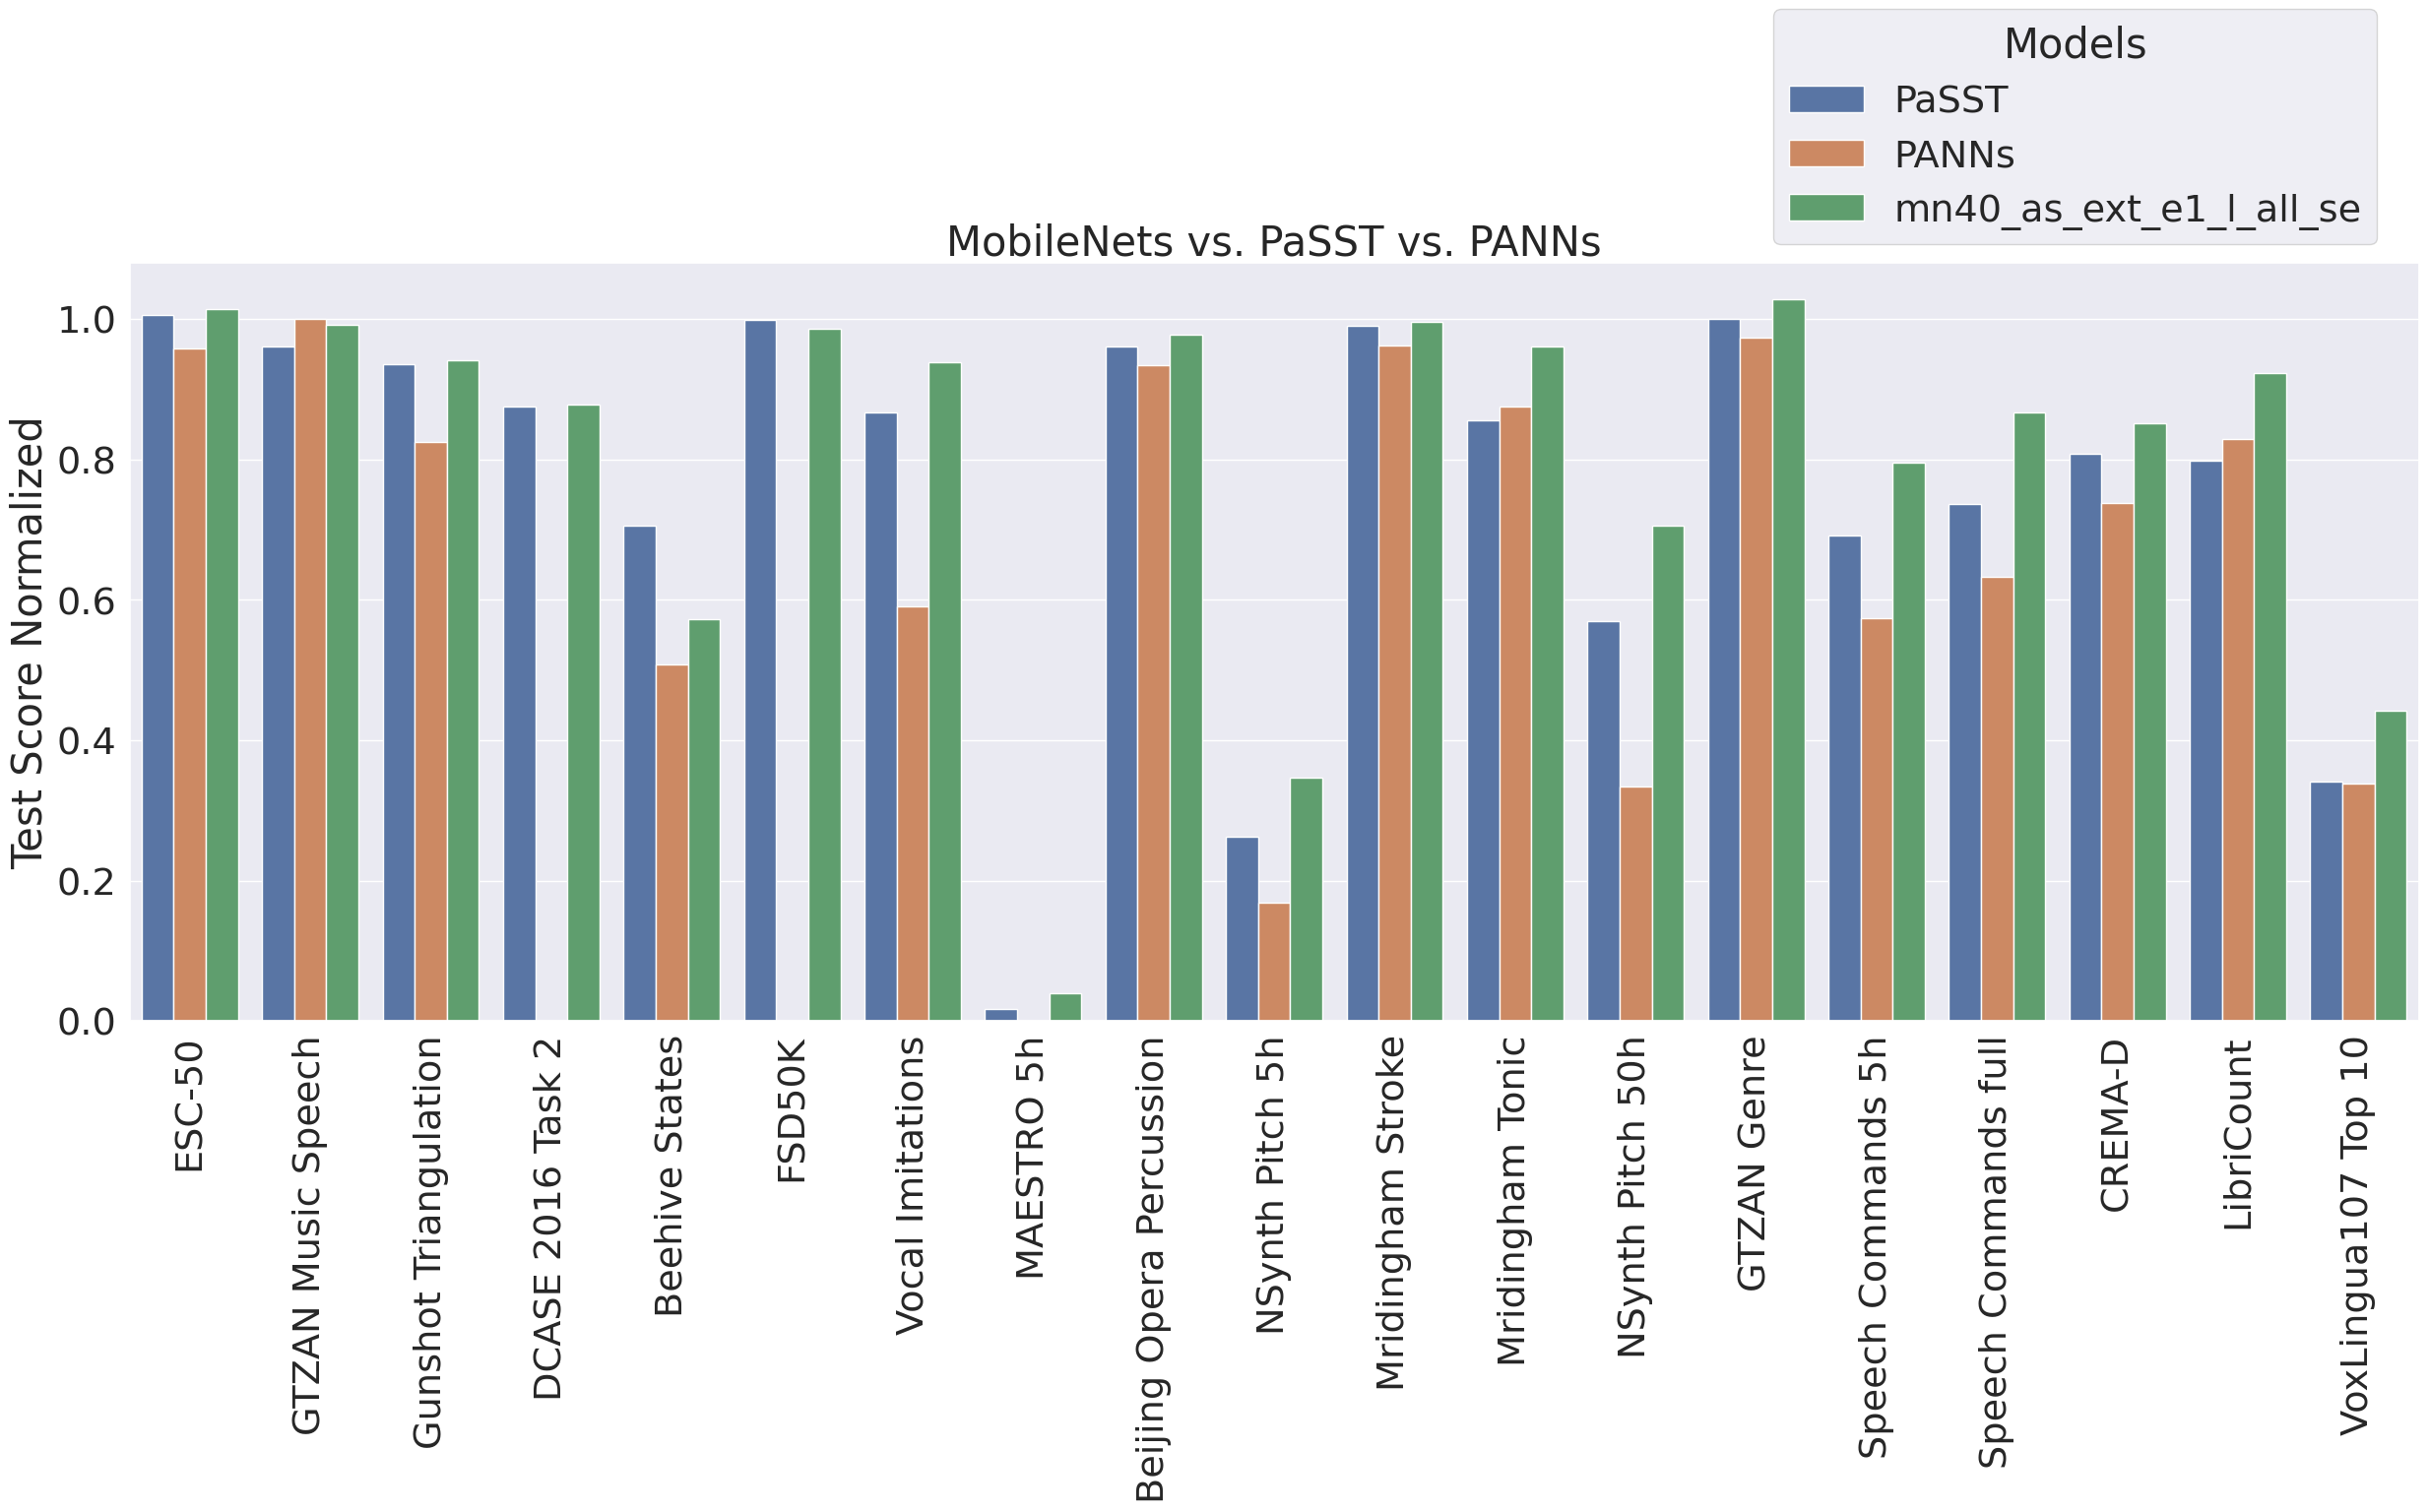 Models
PaSST
PANNs
mn40_as_ext_e1_l_all_se
MobileNets vs. PaSST vs. PANNs
Test Score Normalized
1.0
0.8
0.6
0.4
0.2
0.0
ESC-50
GTZAN Music Speech
Gunshot Triangulation
DCASE 2016 Task 2
Beehive States
FSD50K
Vocal Imitations
MAESTRO 5h
Beijing Opera Percussion
NSynth Pitch 5h
Mridingham Stroke
Mridingham Tonic
NSynth Pitch 50h
GTZAN Genre
Speech Commands 5h
Speech Commands full
CREMA-D
LibriCount
VoxLingua107 Top 10